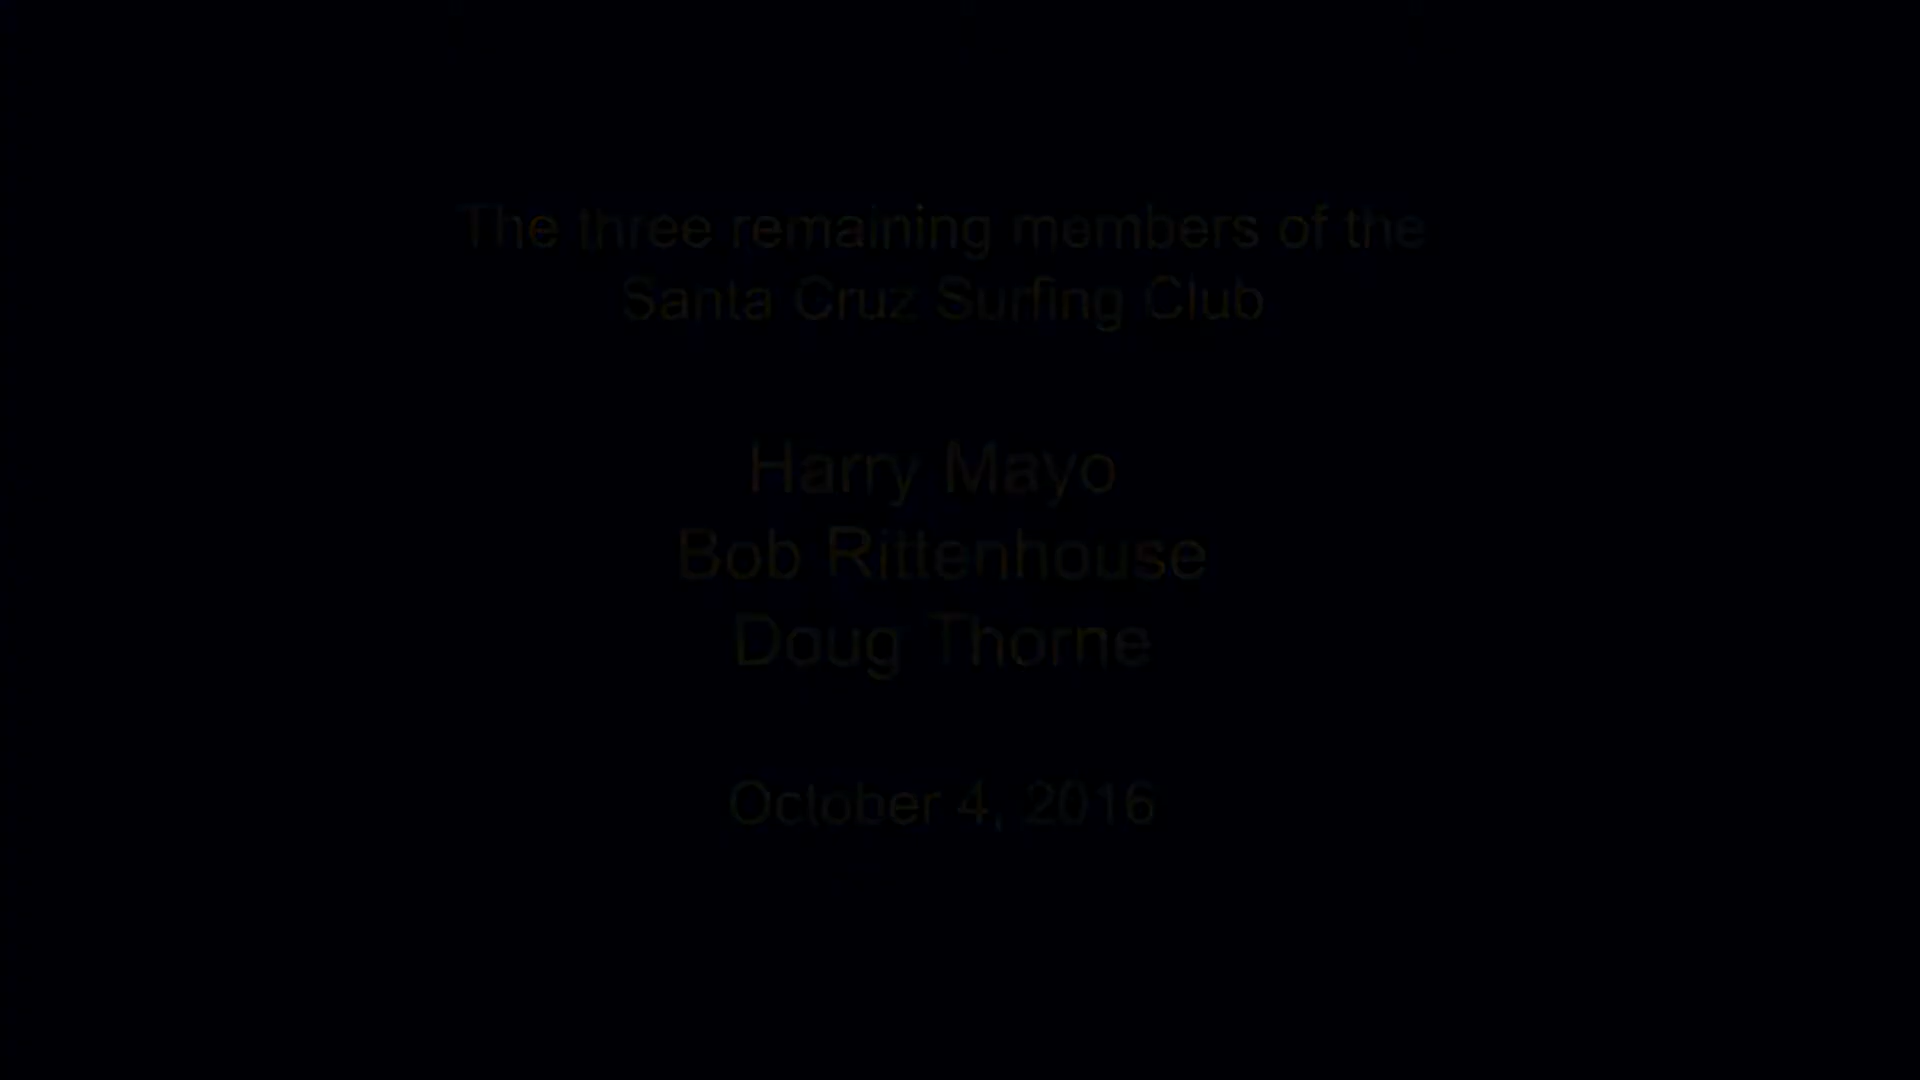 The three remaining members of the
Santa Cruz Surfing Club
Harry Mayo
Bob Rittenhouse
Doug Thorne
October 4, 2016